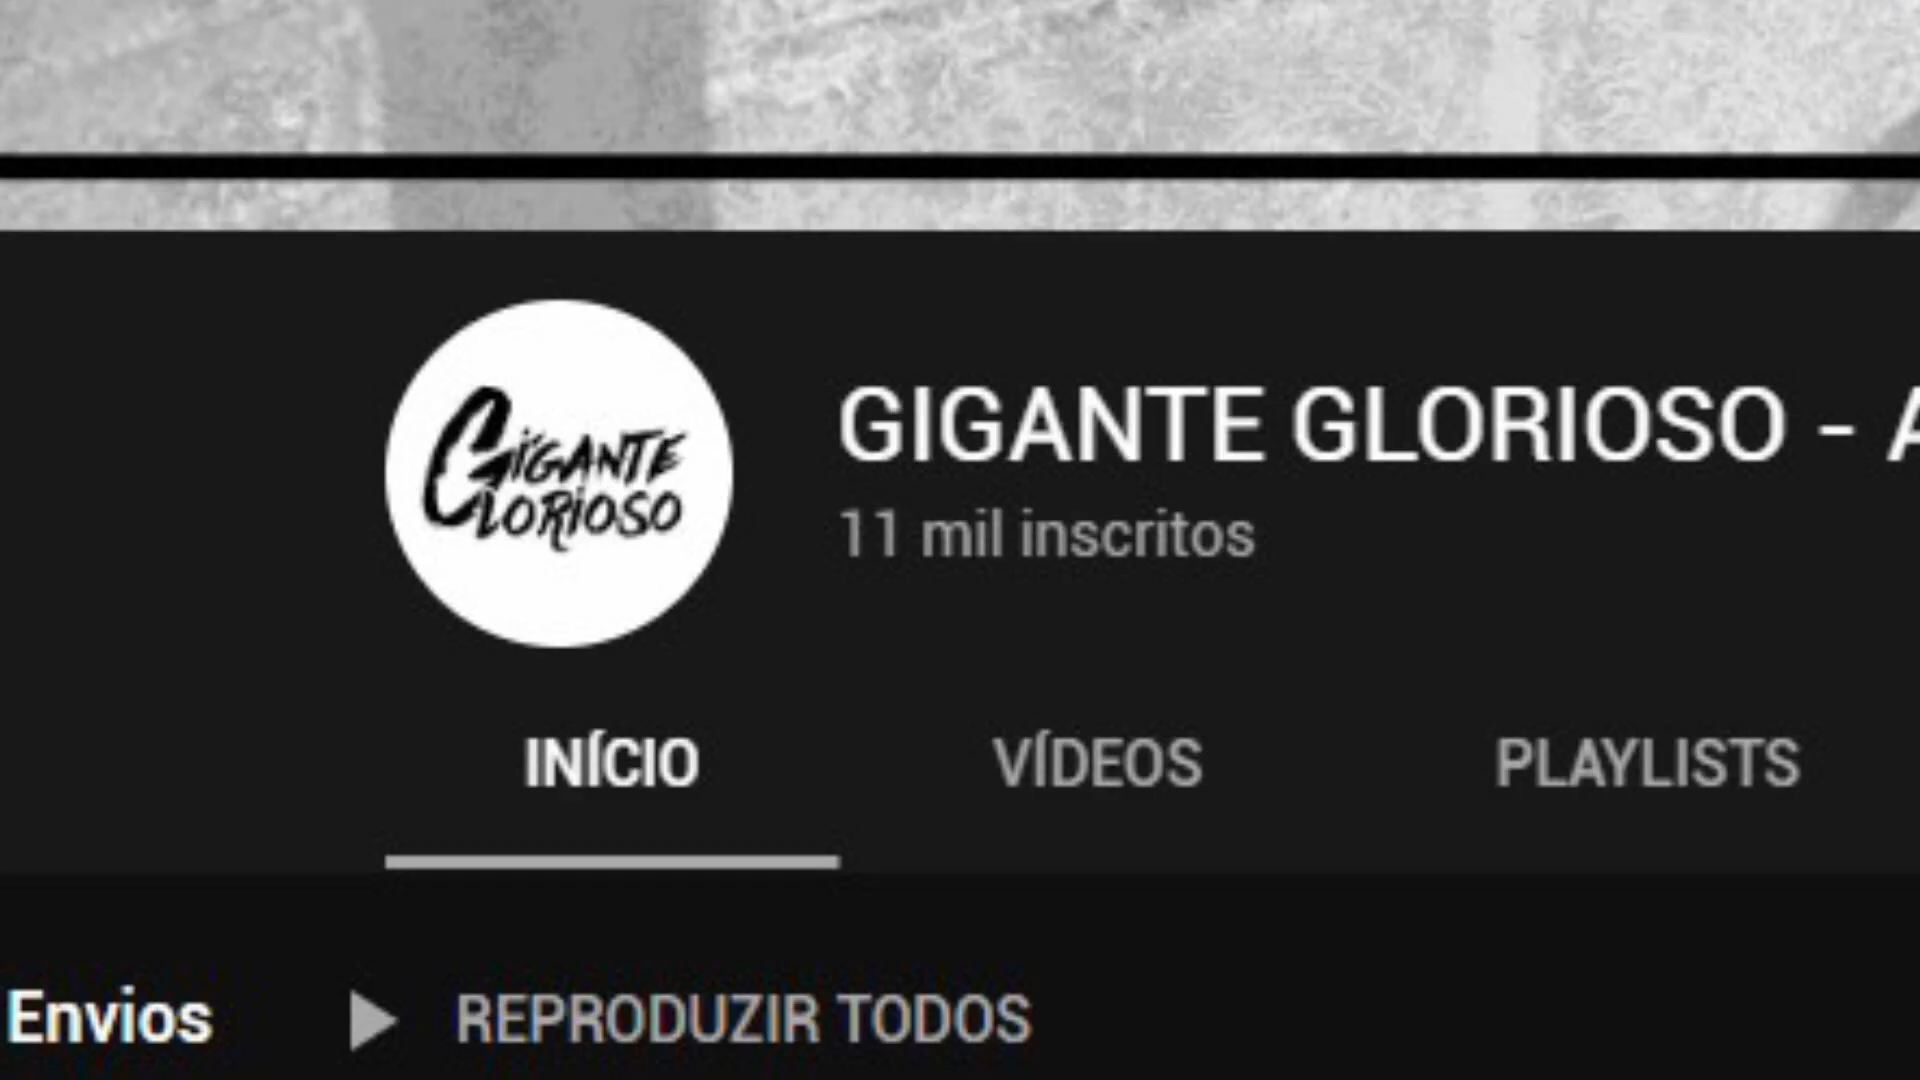 GIGANTE
GLORIOSO
GIGANTE GLORIOSO - A
11 mil inscritos
INÍCIO VÍDEOS PLAYLISTS
Envios REPRODUZIR TODOS